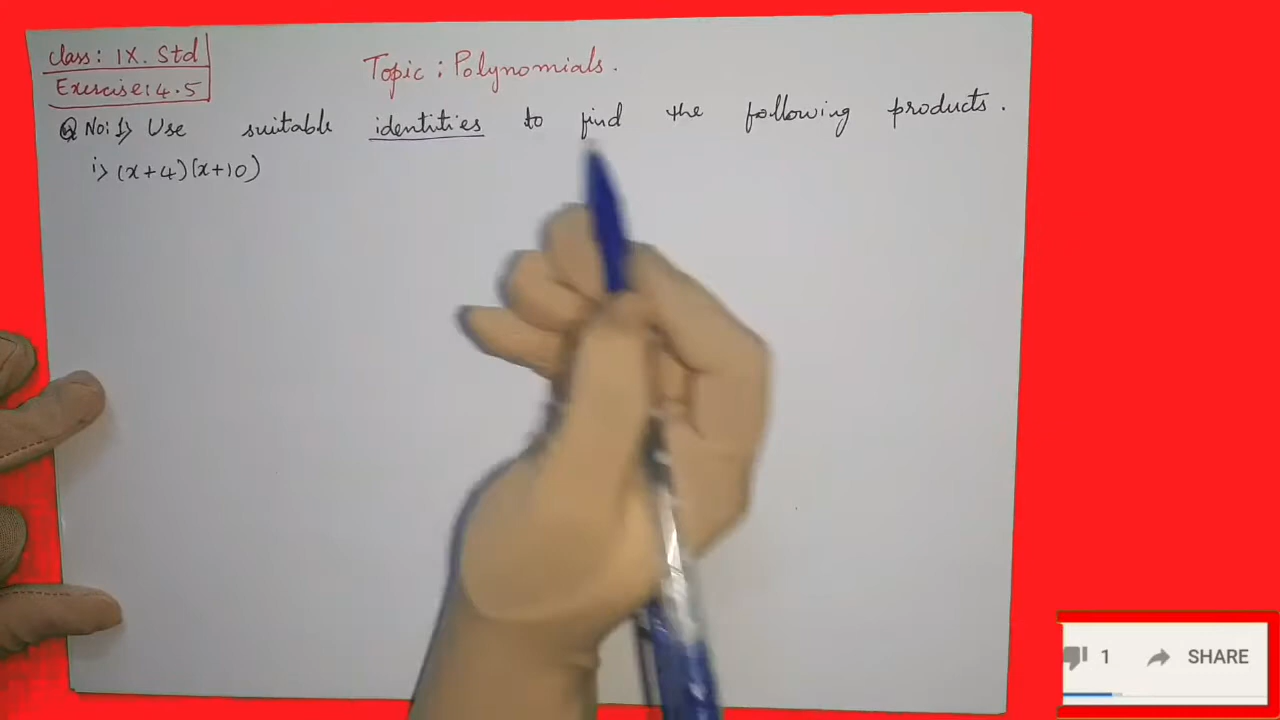 Class: IX. Std
Exercise: 4.5
Topic : Polynomials.
Q No: 1) Use suitable identities to find the following products.
i) (x+4)(x+10)
1 SHARE